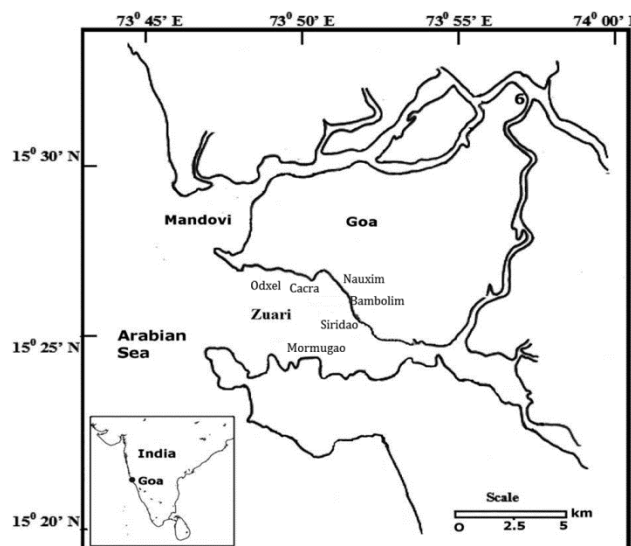 73⁰ 45' E
73⁰ 50' E
73⁰ 55' E
74⁰ 00' E
6
15⁰ 30' N
Mandovi
Goa
Odxel
Cacra
Nauxim
Bambolim
Zuari
Siridao
Arabian
Sea
15⁰ 25' N
Mormugao
India
Goa
Scale
km
O 2.5 5
15⁰ 20' N